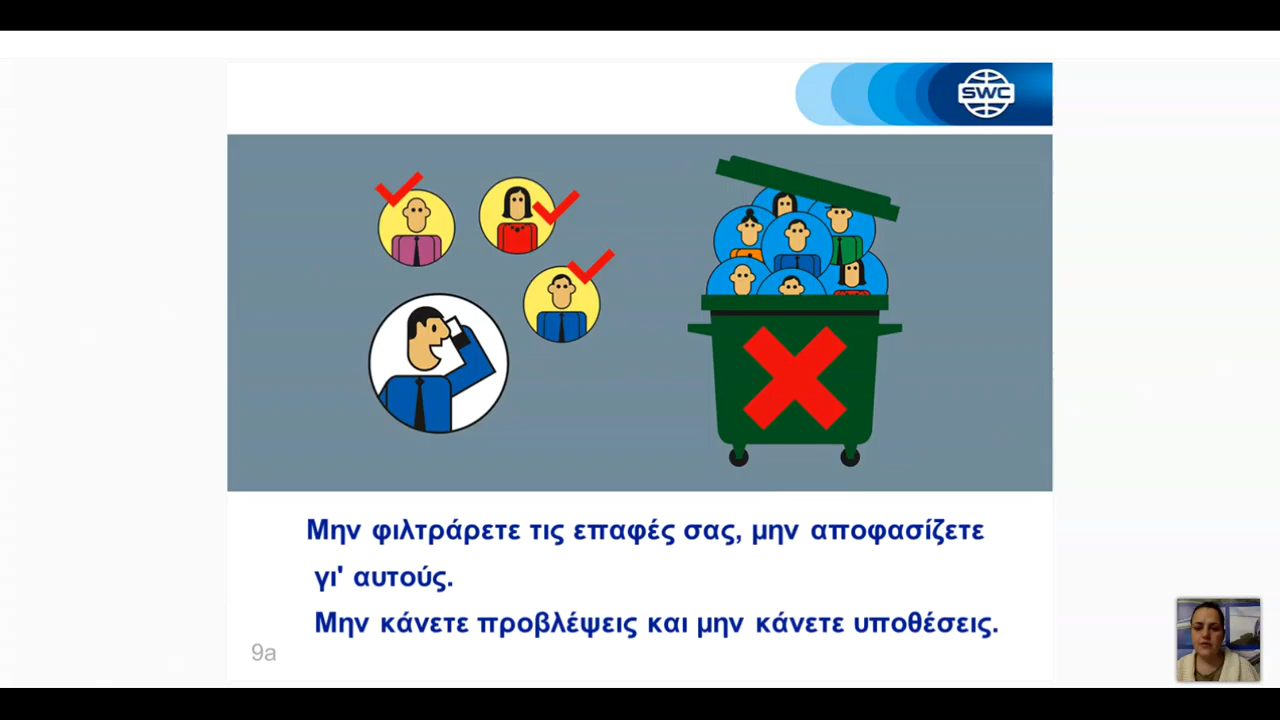 SWC
Μην φιλτράρετε τις επαφές σας, μην αποφασίζετε
γι' αυτούς.
Μην κάνετε προβλέψεις και μην κάνετε υποθέσεις.
9a